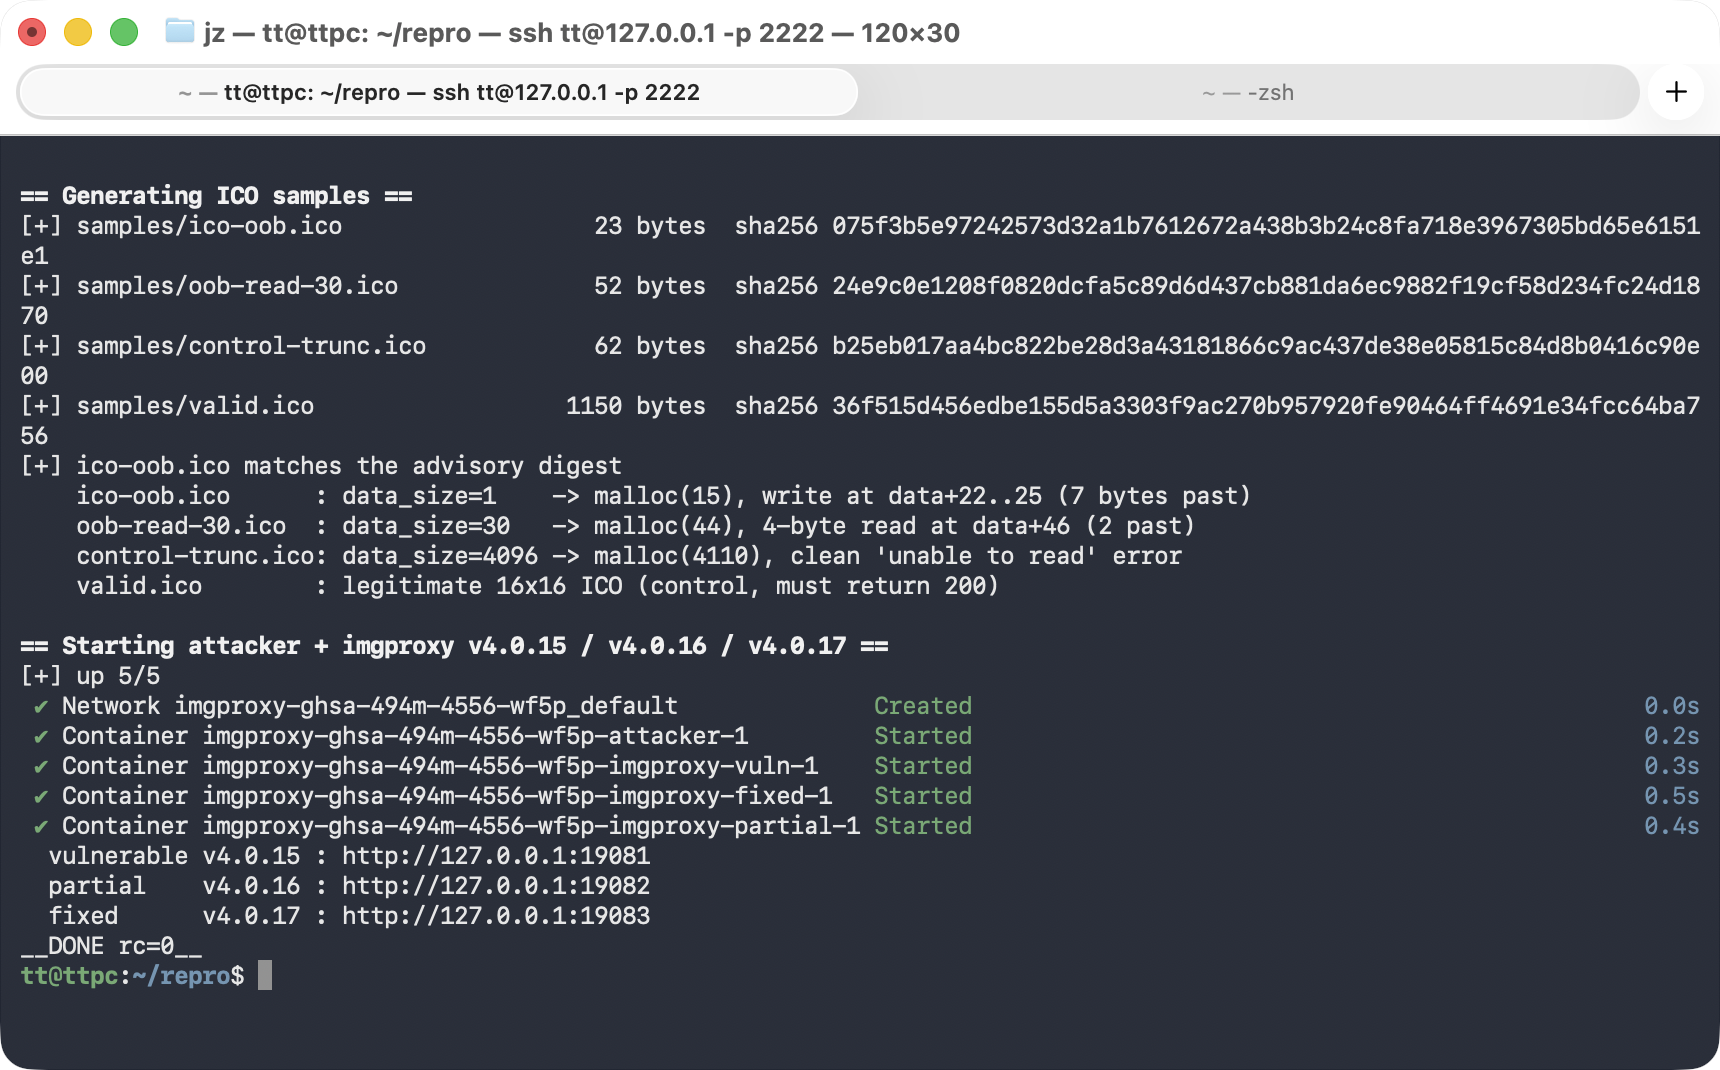 jz — tt@ttpc: ~/repro — ssh tt@127.0.0.1 -p 2222 — 120×30
~ — tt@ttpc: ~/repro — ssh tt@127.0.0.1 -p 2222
~ — -zsh
+
== Generating ICO samples ==
[+] samples/ico-oob.ico                  23 bytes  sha256 075f3b5e97242573d32a1b7612672a438b3b24c8fa718e3967305bd65e6151
e1
[+] samples/oob-read-30.ico              52 bytes  sha256 24e9c0e1208f0820dcfa5c89d6d437cb881da6ec9882f19cf58d234fc24d18
70
[+] samples/control-trunc.ico            62 bytes  sha256 b25eb017aa4bc822be28d3a43181866c9ac437de38e05815c84d8b0416c90e
00
[+] samples/valid.ico                  1150 bytes  sha256 36f515d456edbe155d5a3303f9ac270b957920fe90464ff4691e34fcc64ba7
56
[+] ico-oob.ico matches the advisory digest
    ico-oob.ico      : data_size=1    -> malloc(15), write at data+22..25 (7 bytes past)
    oob-read-30.ico  : data_size=30   -> malloc(44), 4-byte read at data+46 (2 past)
    control-trunc.ico: data_size=4096 -> malloc(4110), clean 'unable to read' error
    valid.ico        : legitimate 16x16 ICO (control, must return 200)
== Starting attacker + imgproxy v4.0.15 / v4.0.16 / v4.0.17 ==
[+] up 5/5
 ✔ Network imgproxy-ghsa-494m-4556-wf5p_default              Created 0.0s
 ✔ Container imgproxy-ghsa-494m-4556-wf5p-attacker-1         Started 0.2s
 ✔ Container imgproxy-ghsa-494m-4556-wf5p-imgproxy-vuln-1    Started 0.3s
 ✔ Container imgproxy-ghsa-494m-4556-wf5p-imgproxy-fixed-1   Started 0.5s
 ✔ Container imgproxy-ghsa-494m-4556-wf5p-imgproxy-partial-1 Started 0.4s
  vulnerable v4.0.15 : http://127.0.0.1:19081
  partial    v4.0.16 : http://127.0.0.1:19082
  fixed      v4.0.17 : http://127.0.0.1:19083
__DONE rc=0__
tt@ttpc:~/repro$